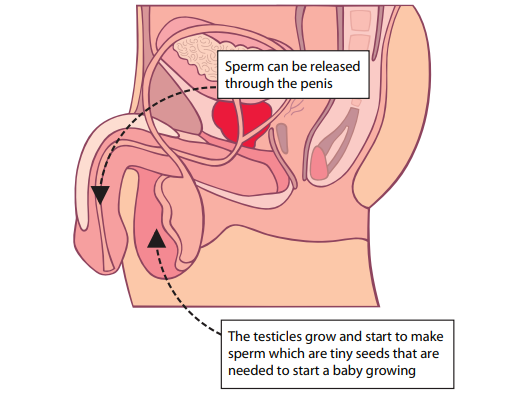 Sperm can be released
through the penis
The testicles grow and start to make
sperm which are tiny seeds that are
needed to start a baby growing